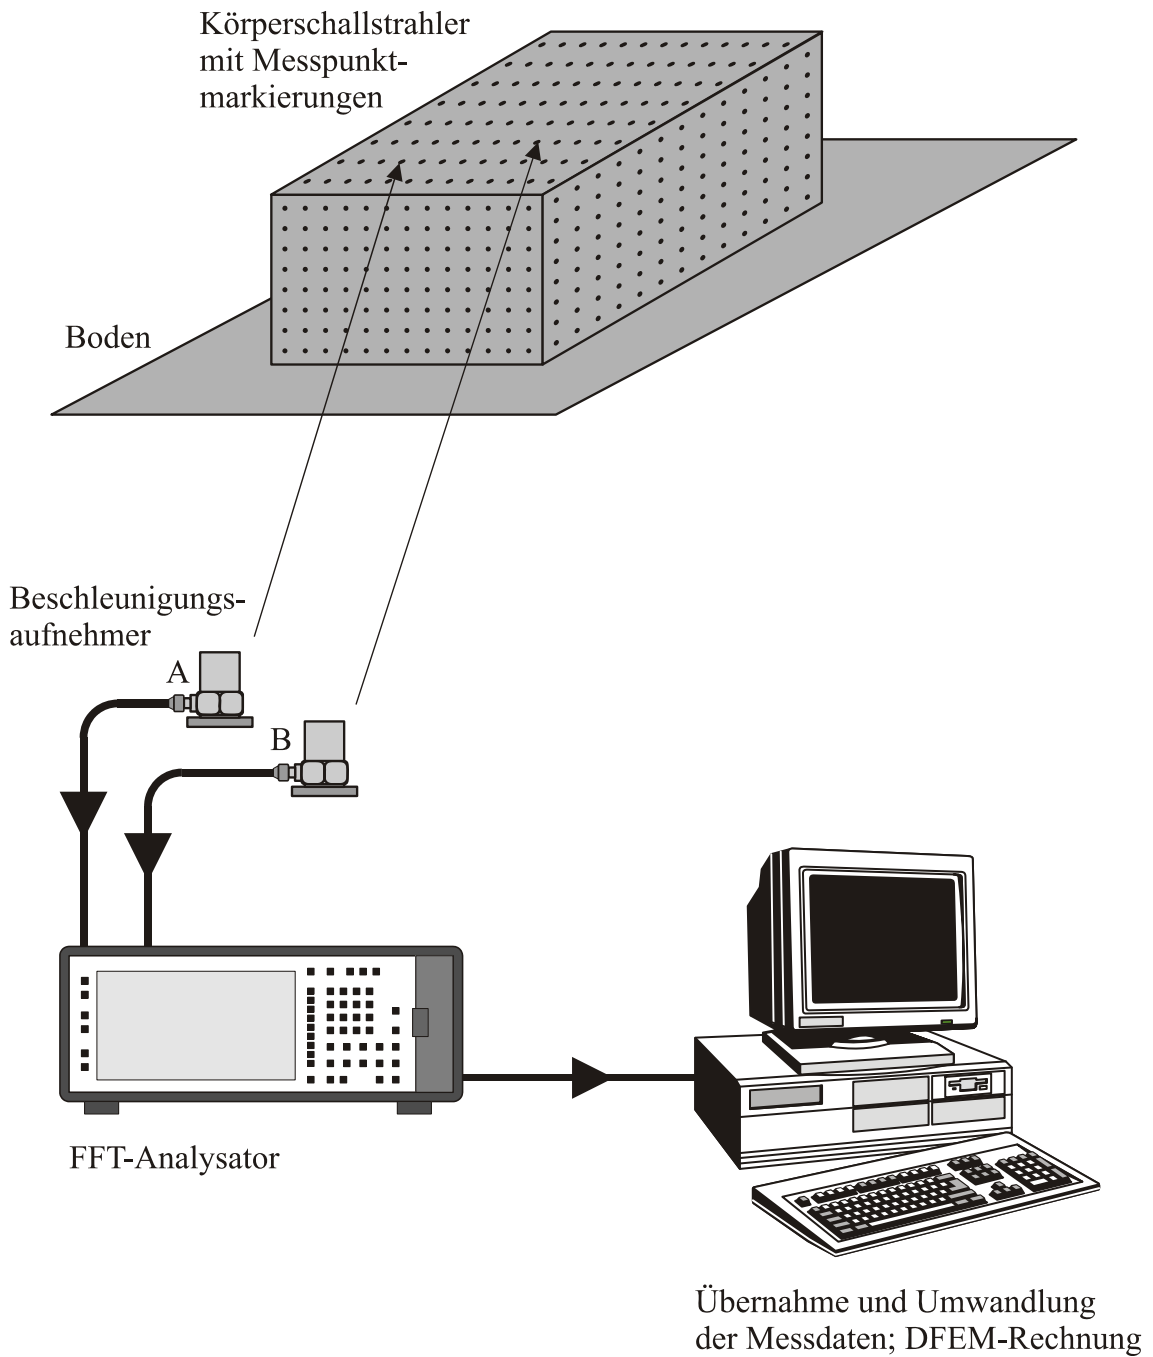 Körperschallstrahler
mit Messpunkt-
markierungen
Boden
Beschleunigungs-
aufnehmer
A
B
FFT-Analysator
Übernahme und Umwandlung
der Messdaten; DFEM-Rechnung